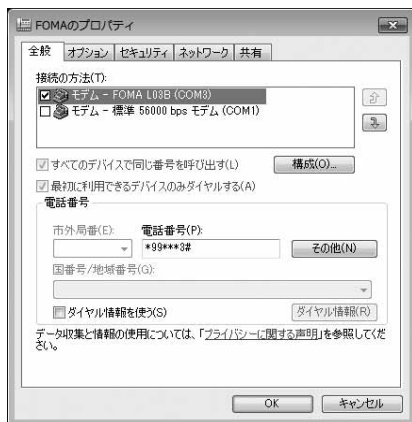 FOMAのプロパティ
全般 オプション セキュリティ ネットワーク 共有
接続の方法(T):
モデム - FOMA L03B (COM3)
モデム - 標準 56000 bps モデム (COM1)
すべてのデバイスで同じ番号を呼び出す(L) 構成(O)...
最初に利用できるデバイスのみダイヤルする(A)
電話番号
市外局番(E): 電話番号(P):
*99***3# その他(N)
国番号/地域番号(G):
ダイヤル情報を使う(S) ダイヤル情報(R)
データ収集と情報の使用については、「プライバシーに関する声明」を参照してくだ
さい。
OK キャンセル